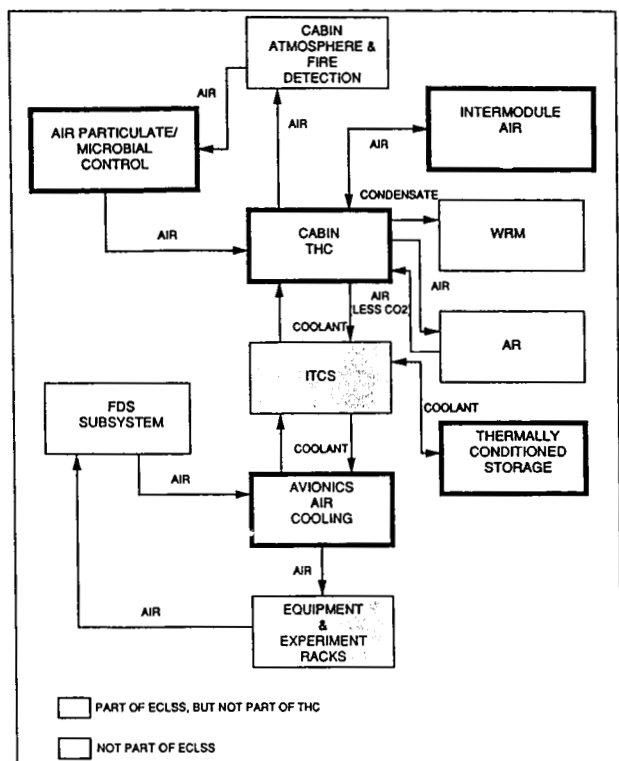 CABIN
ATMOSPHERE &
FIRE
DETECTION
AIR
AIR
AIR PARTICULATE/
MICROBIAL
CONTROL
INTERMODULE
AIR
AIR
CONDENSATE
AIR
CABIN
THC
WRM
AIR
AIR
LESS CO2)
COOLANT
AR
ITCS
FDS
SUBSYSTEM
COOLANT
COOLANT
THERMALLY
CONDITIONED
STORAGE
AIR
AVIONICS
AIR
COOLING
AIR
AIR
EQUIPMENT
&
EXPERIMENT
RACKS
PART OF ECLSS, BUT NOT PART OF THC
NOT PART OF ECLSS